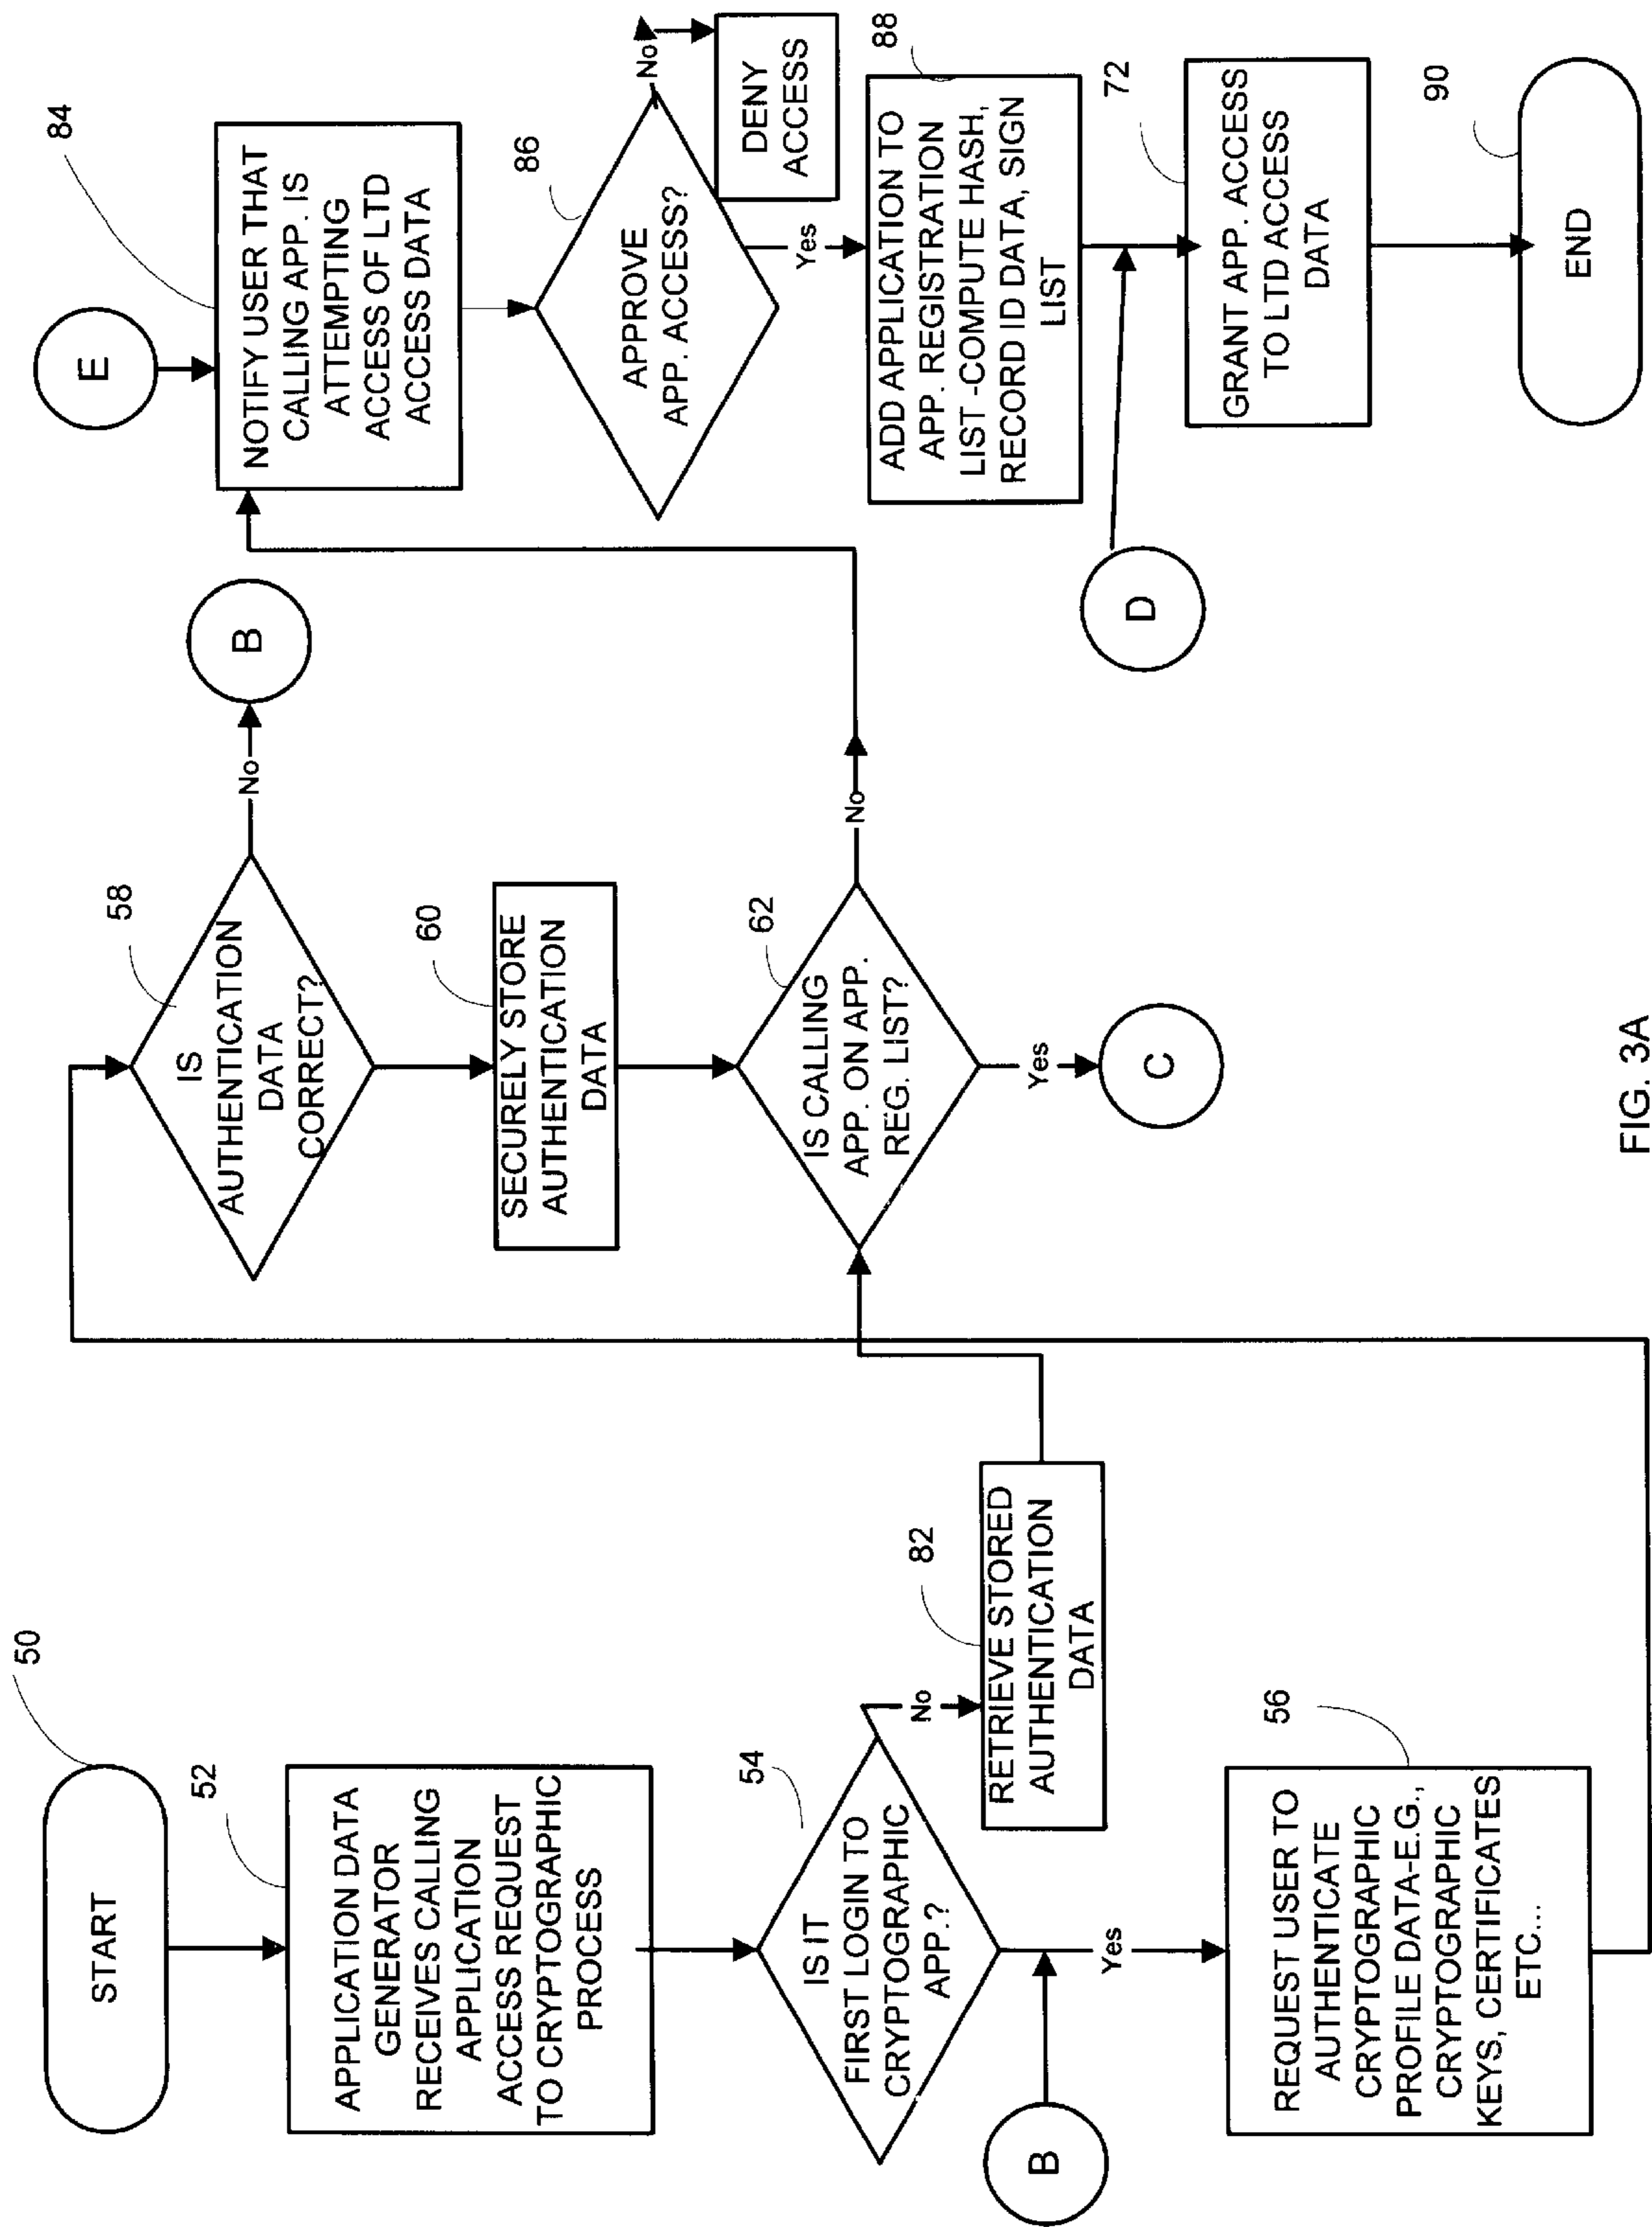 50
START
52
APPLICATION DATA
GENERATOR
RECEIVES CALLING
APPLICATION
ACCESS REQUEST
TO CRYPTOGRAPHIC
PROCESS
54
IS IT
FIRST LOGIN TO
CRYPTOGRAPHIC
APP.?
No
82
RETRIEVE STORED
AUTHENTICATION
DATA
B
Yes
56
REQUEST USER TO
AUTHENTICATE
CRYPTOGRAPHIC
PROFILE DATA-E.G.,
CRYPTOGRAPHIC
KEYS, CERTIFICATES
ETC...
58
IS
AUTHENTICATION
DATA
CORRECT?
No
B
60
SECURELY STORE
AUTHENTICATION
DATA
62
IS CALLING
APP. ON APP.
REG. LIST?
No
Yes
C
E
84
NOTIFY USER THAT
CALLING APP. IS
ATTEMPTING
ACCESS OF LTD
ACCESS DATA
86
APPROVE
APP. ACCESS?
No
DENY
ACCESS
Yes
88
ADD APPLICATION TO
APP. REGISTRATION
LIST -COMPUTE HASH,
RECORD ID DATA, SIGN
LIST
D
72
GRANT APP. ACCESS
TO LTD ACCESS
DATA
90
END
FIG. 3A